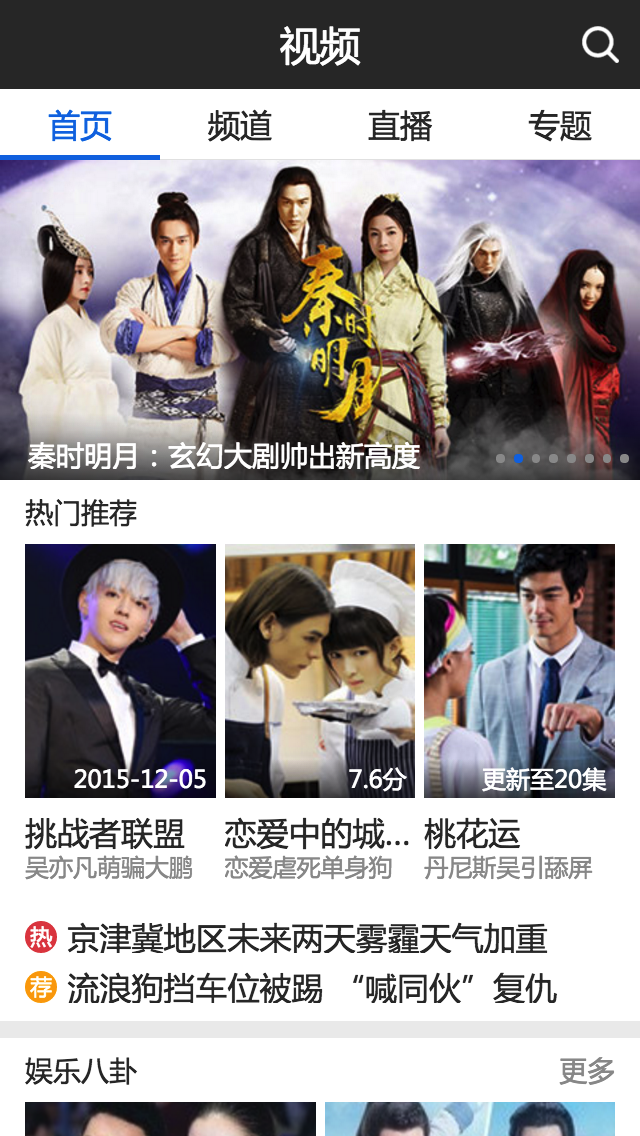 视频
首页
频道
直播
专题
秦时明月
秦时明月：玄幻大剧帅出新高度
热门推荐
2015-12-05
7.6分
更新至20集
挑战者联盟
恋爱中的城...
桃花运
吴亦凡萌骗大鹏
恋爱虐死单身狗
丹尼斯吴引舔屏
热 京津冀地区未来两天雾霾天气加重
荐 流浪狗挡车位被踢 “喊同伙”复仇
娱乐八卦
更多